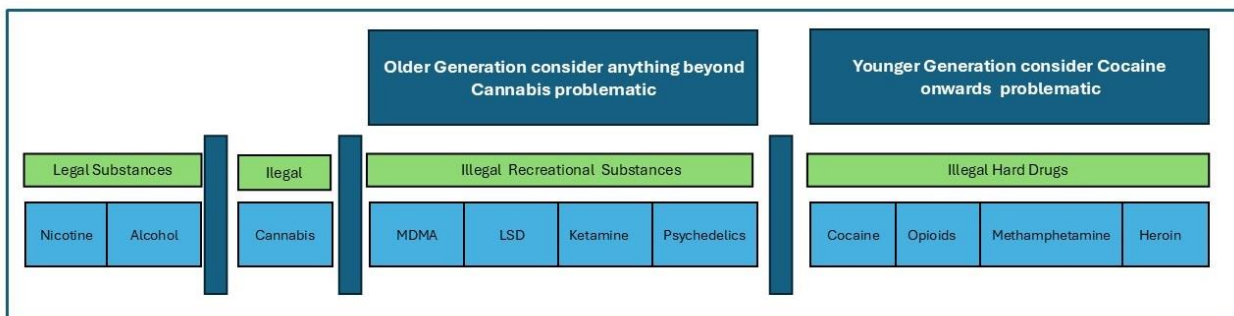 Older Generation consider anything beyond
Cannabis problematic
Younger Generation consider Cocaine
onwards problematic
Legal Substances
Ilegal
Illegal Recreational Substances
Illegal Hard Drugs
Nicotine
Alcohol
Cannabis
MDMA
LSD
Ketamine
Psychedelics
Cocaine
Opioids
Methamphetamine
Heroin